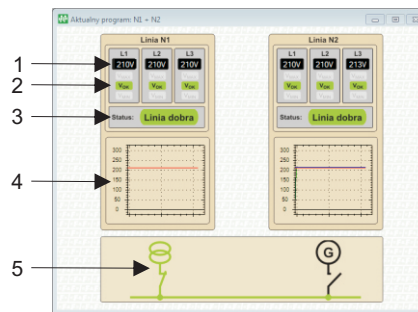 Aktualny program: N1 + N2
Linia N1
L1 L2 L3
210V 210V 210V
VOK VOK VOK
Status: Linia dobra
300
250
200
150
100
50
0
Linia N2
L1 L2 L3
210V 210V 213V
VOK VOK VOK
Status: Linia dobra
300
250
200
150
100
50
0
G
1
2
3
4
5